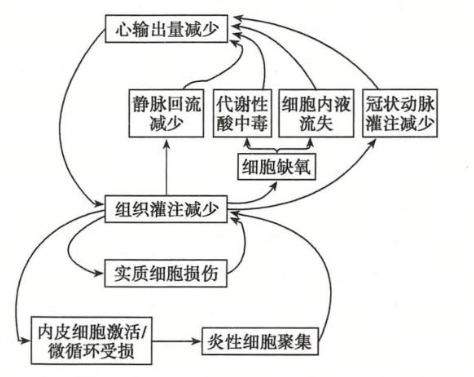 心输出量减少
静脉回流
减少
代谢性
酸中毒
细胞内液
流失
冠状动脉
灌注减少
细胞缺氧
组织灌注减少
实质细胞损伤
内皮细胞激活/
微循环受损
炎性细胞聚集